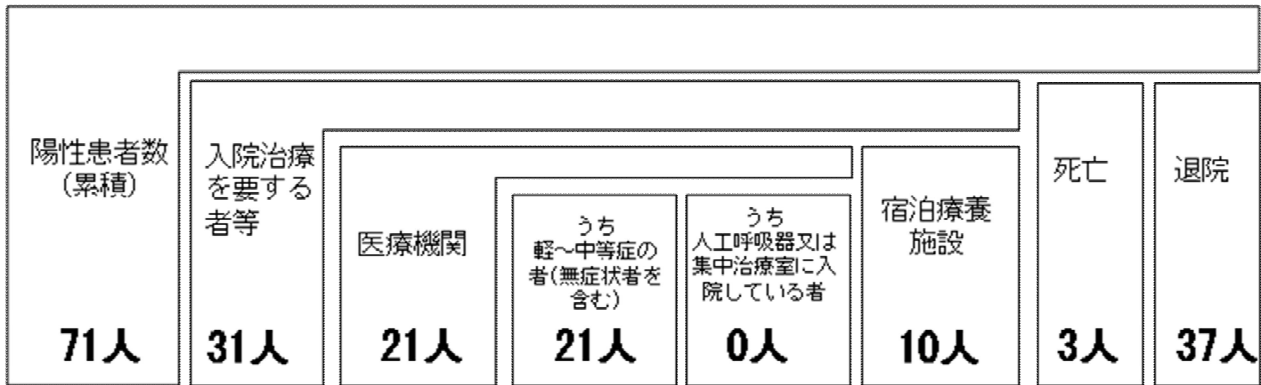 陽性患者数
(累積)
71人
入院治療
を要する
者等
31人
医療機関
21人
うち
軽～中等症の
者(無症状者を
含む)
21人
うち
人工呼吸器又は
集中治療室に入
院している者
0人
宿泊療養
施設
10人
死亡
3人
退院
37人